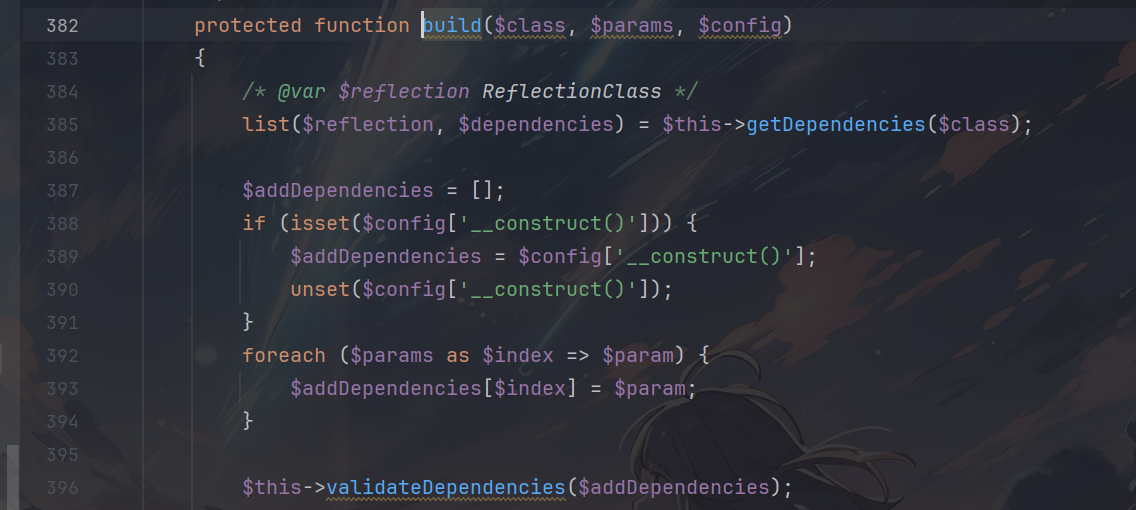 382 protected function build($class, $params, $config)
383 {
384 /* @var $reflection ReflectionClass */
385 list($reflection, $dependencies) = $this->getDependencies($class);
386
387 $addDependencies = [];
388 if (isset($config['__construct()'])) {
389 $addDependencies = $config['__construct()'];
390 unset($config['__construct()']);
391 }
392 foreach ($params as $index => $param) {
393 $addDependencies[$index] = $param;
394 }
395
396 $this->validateDependencies($addDependencies);